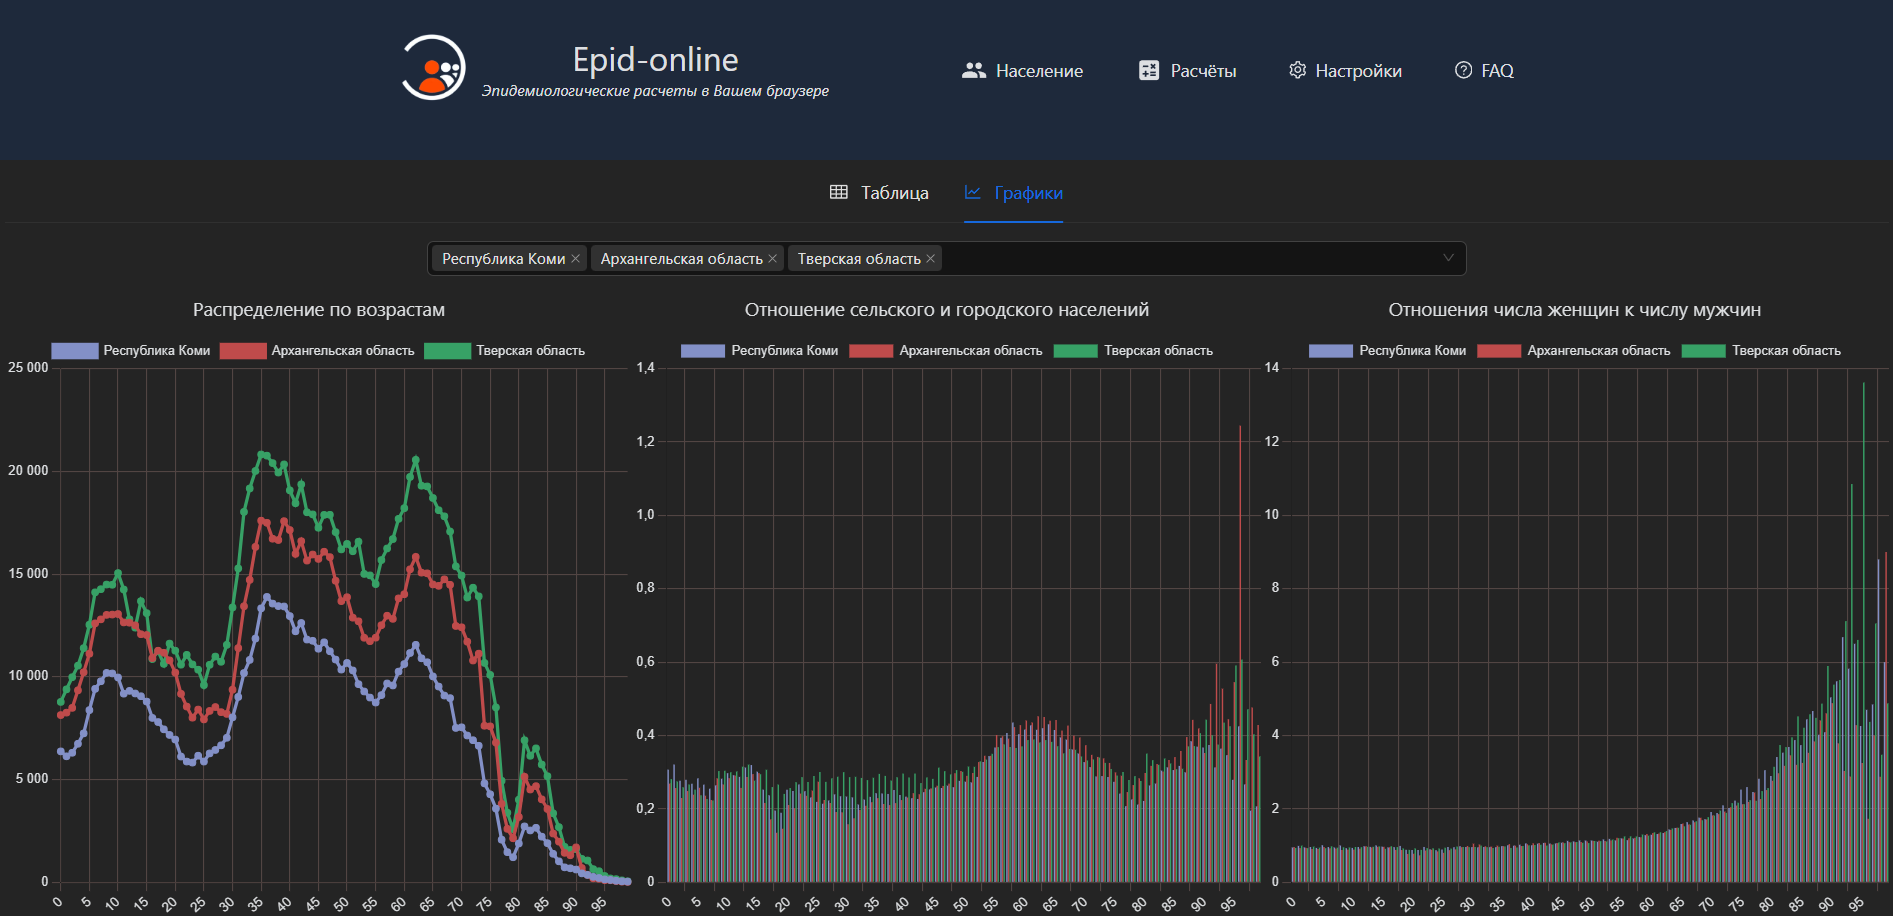 Epid-online
Эпидемиологические расчеты в Вашем браузере
Население Расчёты Настройки FAQ
Таблица Графики
Республика Коми Архангельская область Тверская область
Распределение по возрастам
Республика Коми Архангельская область Тверская область
25 000
20 000
15 000
10 000
5 000
0
0 5 10 15 20 25 30 35 40 45 50 55 60 65 70 75 80 85 90 95
Отношение сельского и городского населений
Республика Коми Архангельская область Тверская область
1,4
1,2
1,0
0,8
0,6
0,4
0,2
0
0 5 10 15 20 25 30 35 40 45 50 55 60 65 70 75 80 85 90 95
Отношения числа женщин к числу мужчин
Республика Коми Архангельская область Тверская область
14
12
10
8
6
4
2
0
0 5 10 15 20 25 30 35 40 45 50 55 60 65 70 75 80 85 90 95